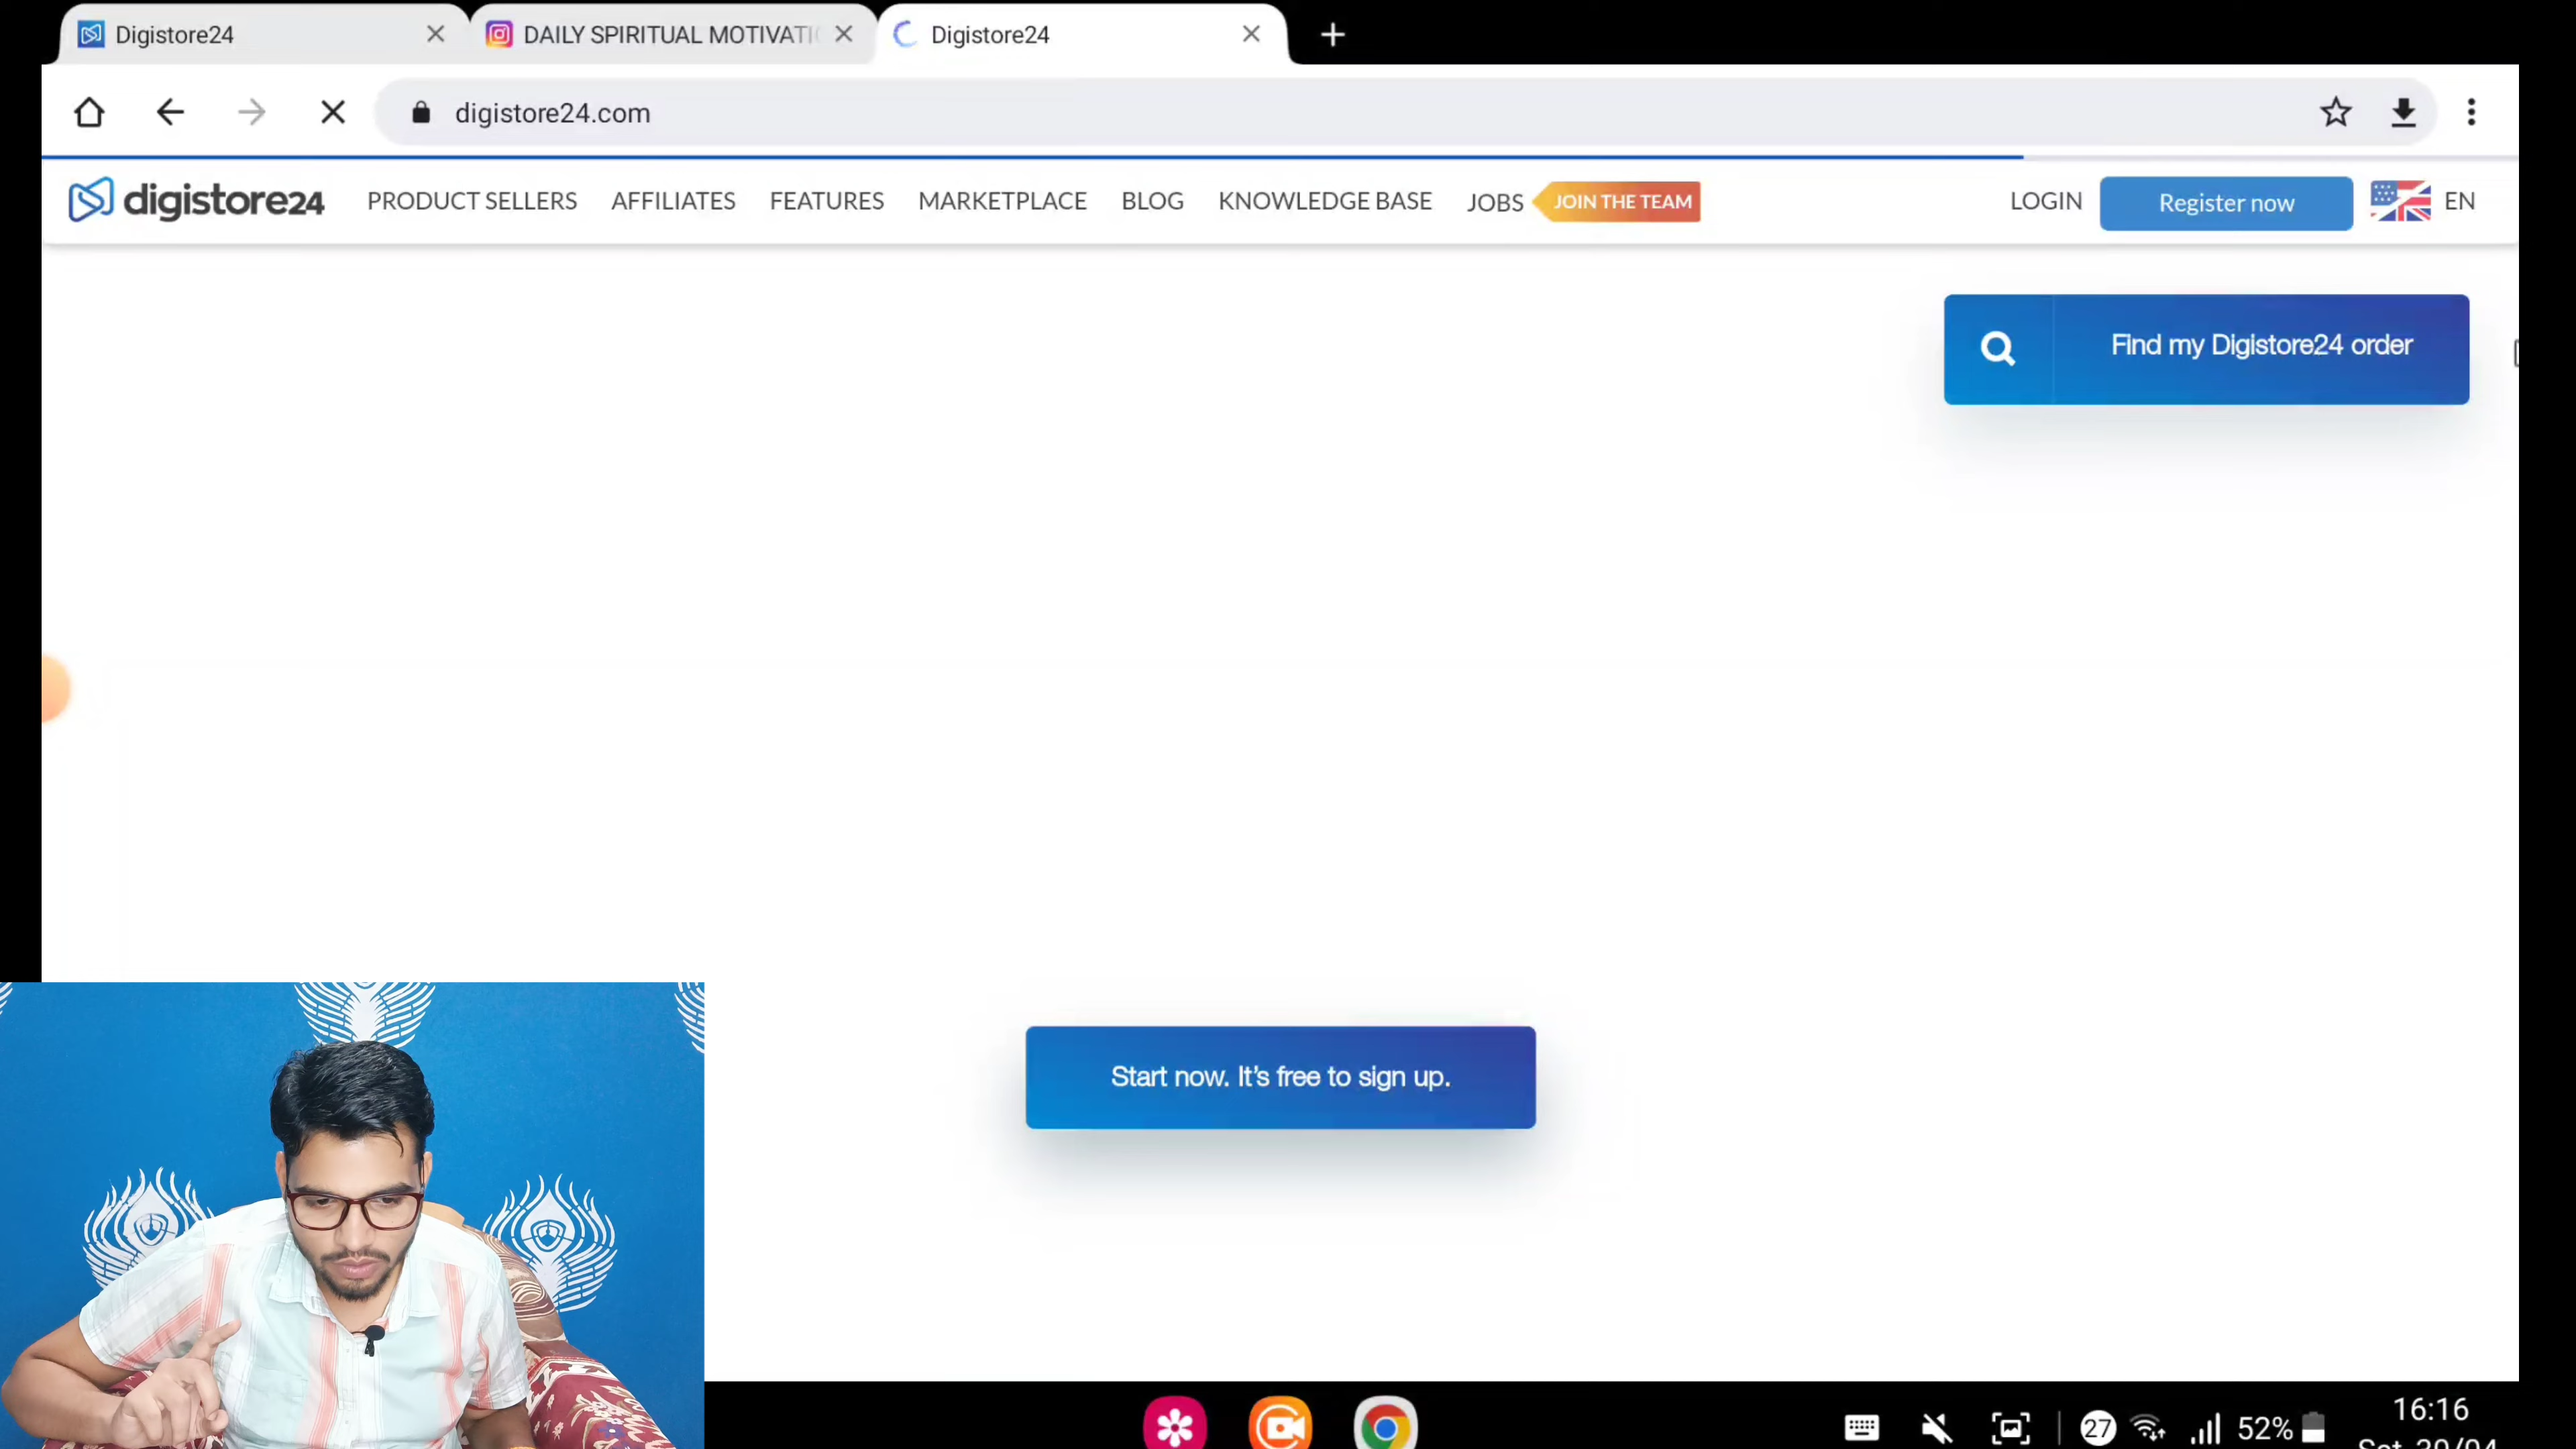 Digistore24
DAILY SPIRITUAL MOTIVATI
Digistore24
digistore24.com
digistore24 PRODUCT SELLERS AFFILIATES FEATURES MARKETPLACE BLOG KNOWLEDGE BASE JOBS JOIN THE TEAM LOGIN Register now EN
Find my Digistore24 order
Start now. It's free to sign up.
27 52% 16:16